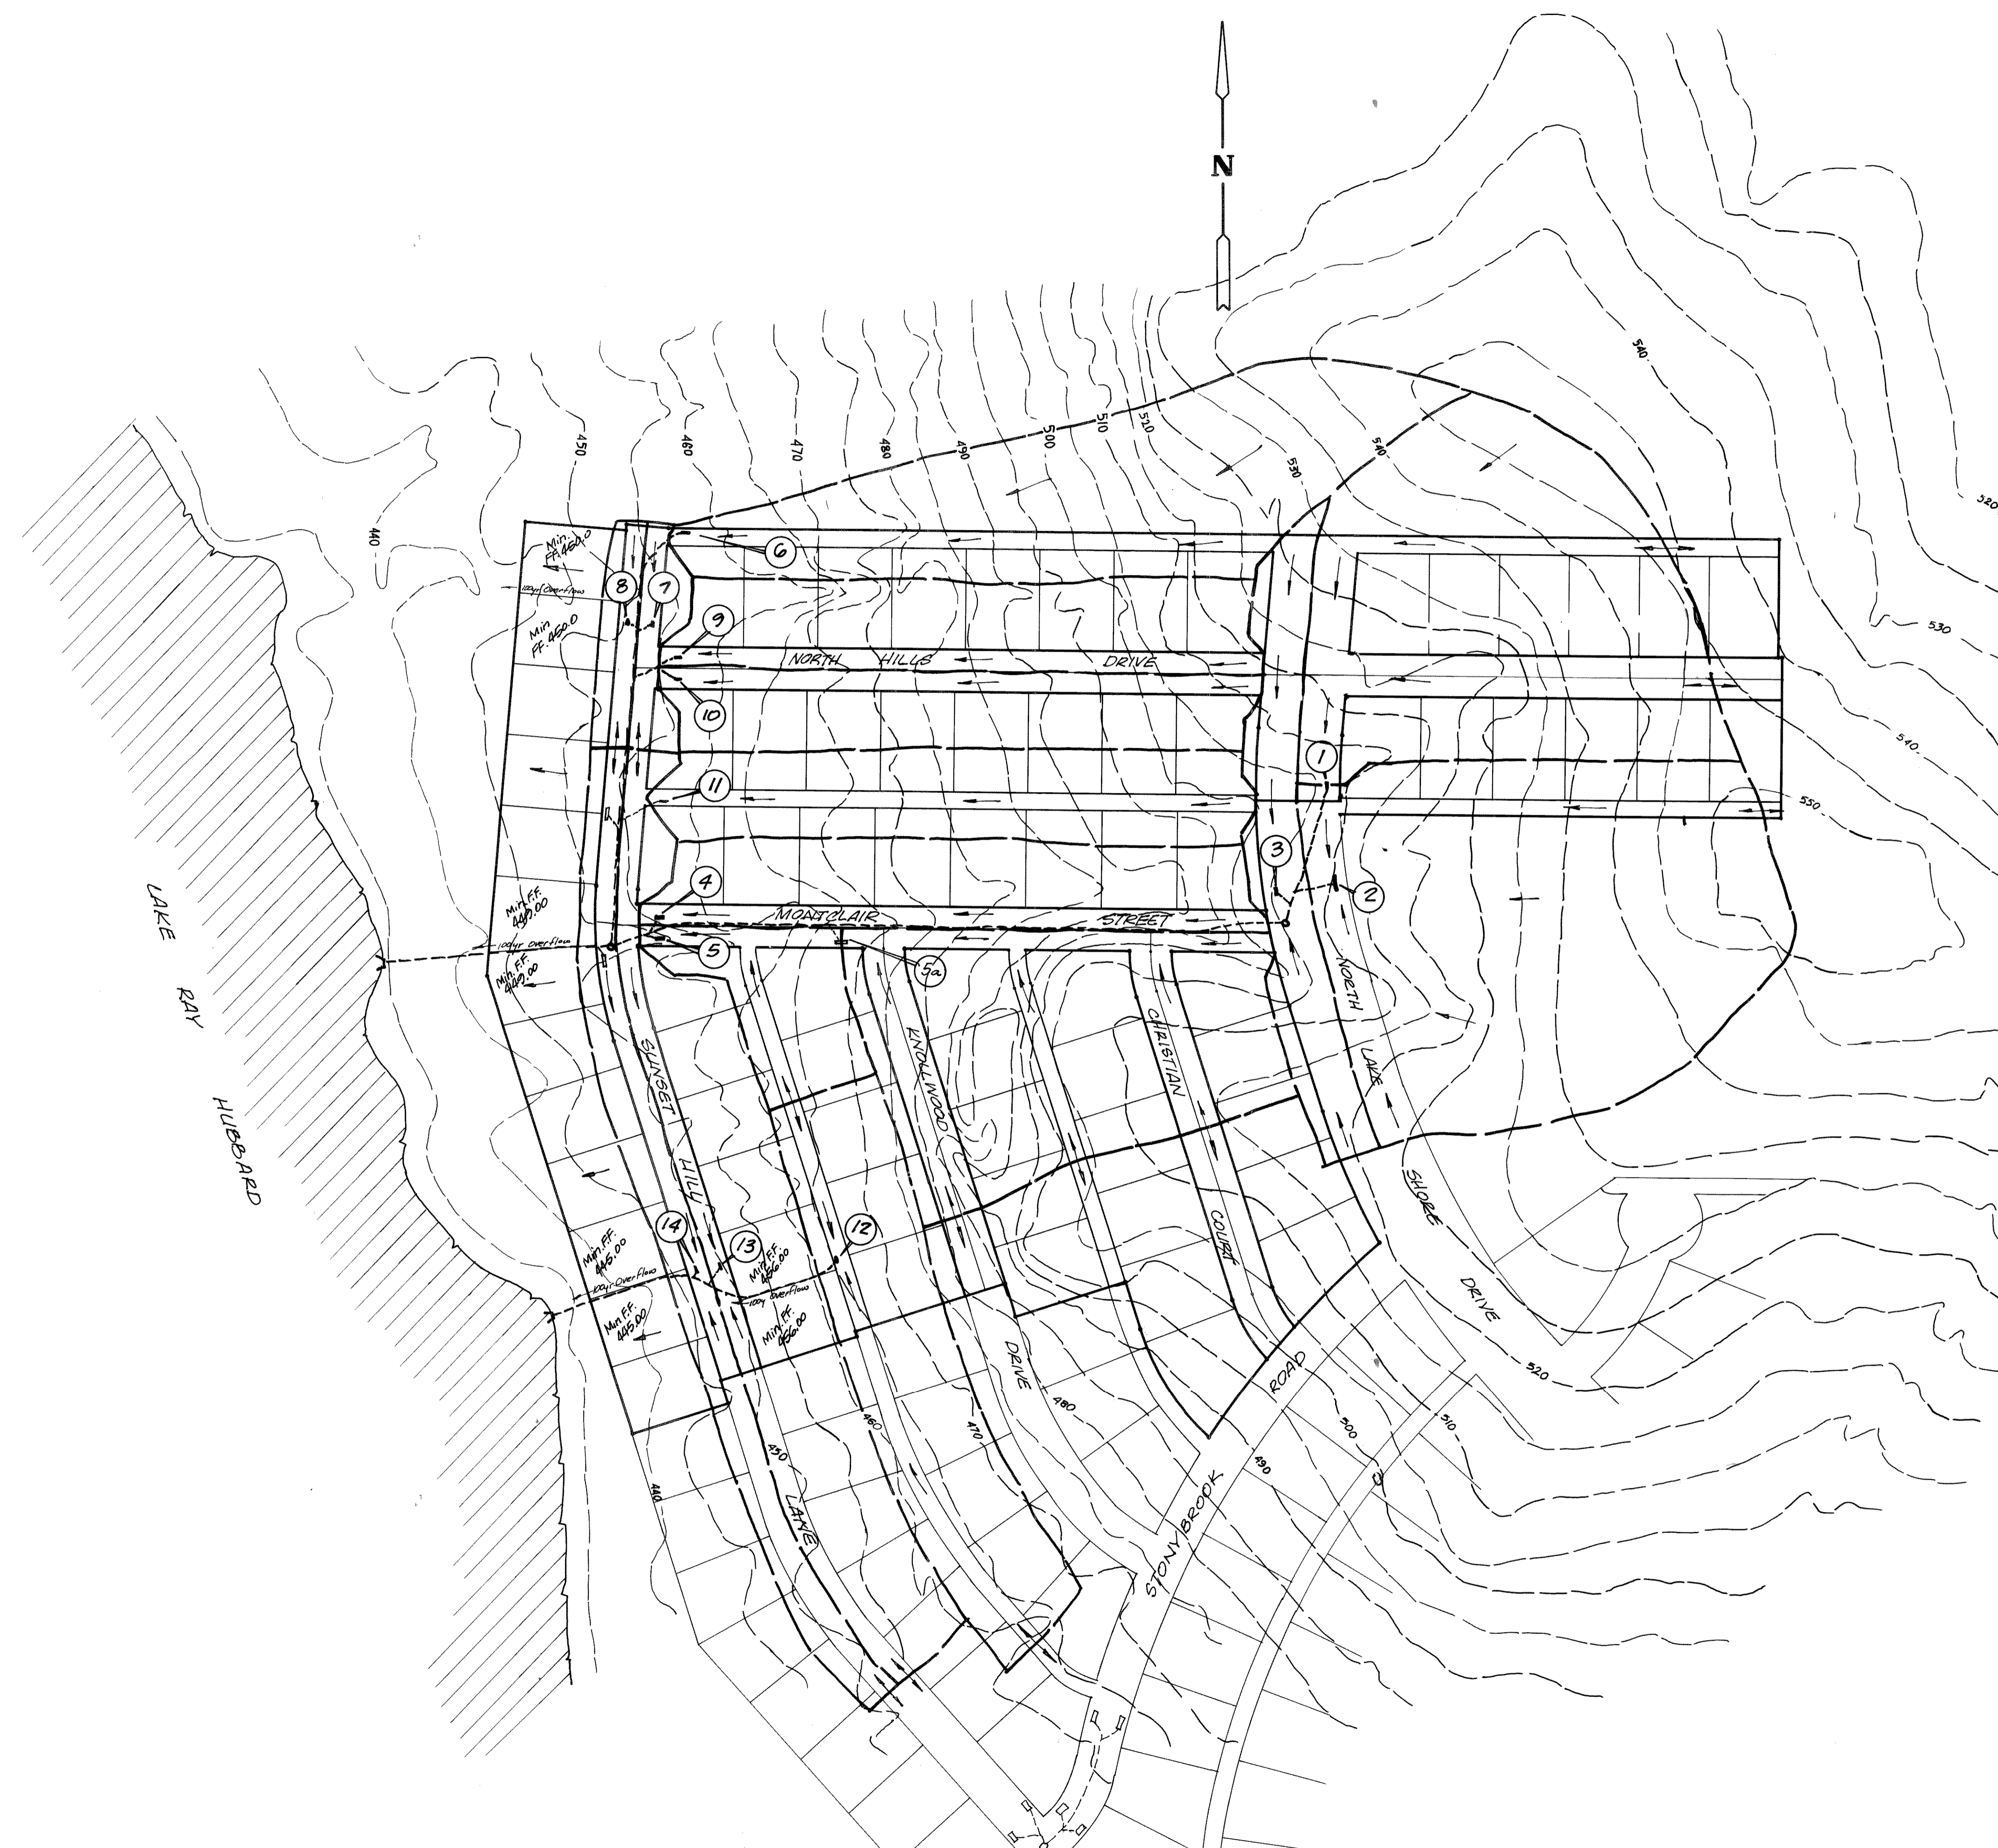 N
540
520
530
540
550
450
460
470
480
490
500
510
520
530
540
440
Min.
FF. 460.0
100yr Overflow
Min
FF. 460.0
6
8
7
9
NORTH HILLS DRIVE
10
1
11
3
2
4
MONTCLAIR STREET
5
5a
Min. F.F.
449.00
100yr Overflow
Min. F.F.
449.00
LAKE
RAY
HUBBARD
SUNSET
HILL
LANE
KNOLLWOOD
DRIVE
CHRISTIAN
COURT
NORTH
LAKE
SHORE
DRIVE
14
13
12
Min. F.F.
445.00
100yr Overflow
Min F.F.
445.00
Min. F.F.
456.00
100yr Overflow
Min. F.F.
456.00
STONYBROOK
ROAD
440
450
460
470
480
490
500
510
520